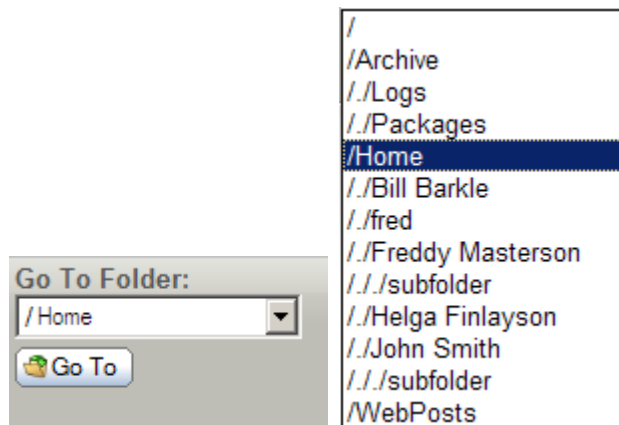 Go To Folder:
/ Home
Go To
/
/Archive
/./Logs
/./Packages
/Home
/./Bill Barkle
/./fred
/./Freddy Masterson
/././subfolder
/./Helga Finlayson
/./John Smith
/././subfolder
/WebPosts